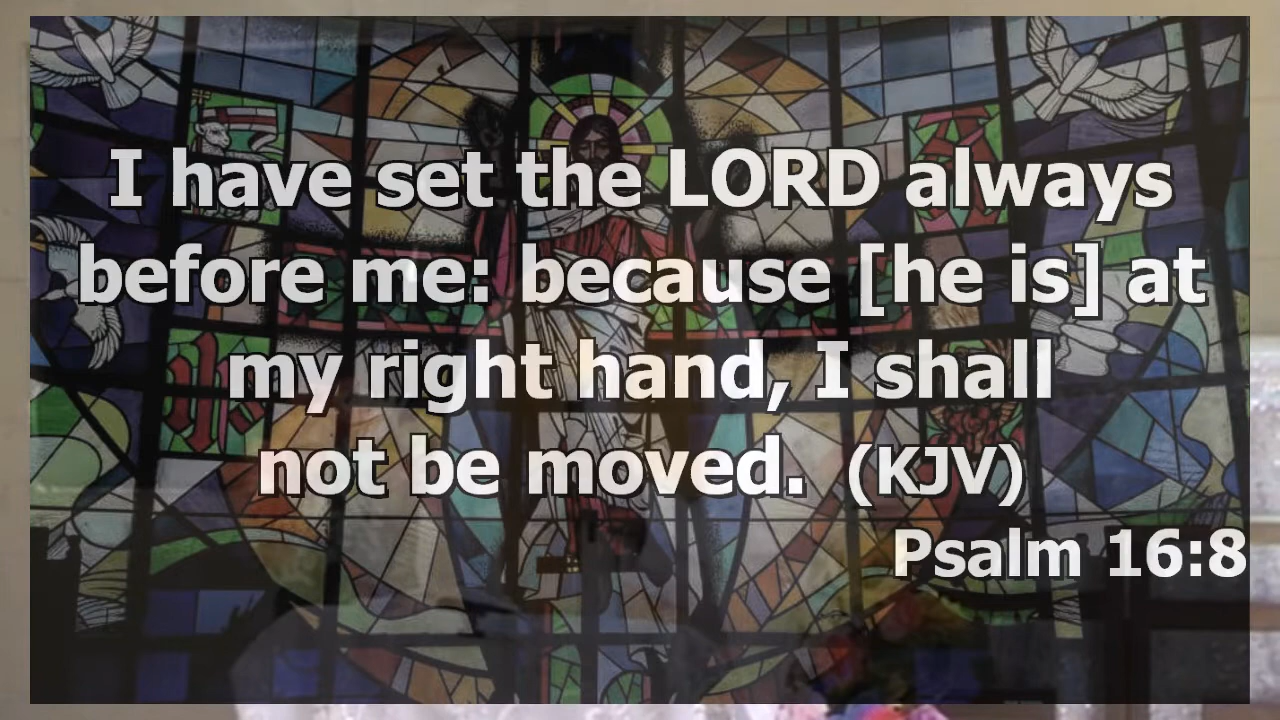 I have set the LORD always
before me: because [he is] at
my right hand, I shall
not be moved. (KJV)
Psalm 16:8